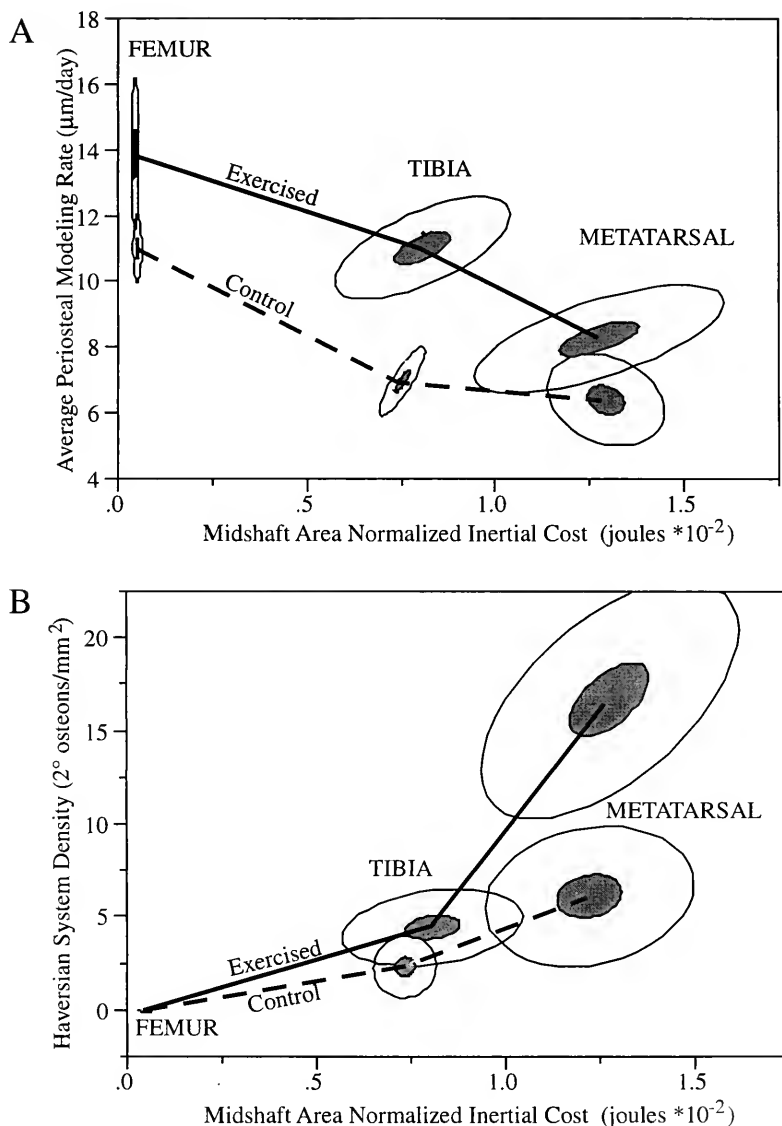 A
18
16
14
12
10
8
6
4
Average Periosteal Modeling Rate (μm/day)
FEMUR
Exercised
TIBIA
METATARSAL
Control
.0
.5
1.0
1.5
Midshaft Area Normalized Inertial Cost (joules *10-2)
B
20
15
10
5
0
Haversian System Density (2° osteons/mm2)
METATARSAL
TIBIA
Exercised
Control
FEMUR
.0
.5
1.0
1.5
Midshaft Area Normalized Inertial Cost (joules *10-2)